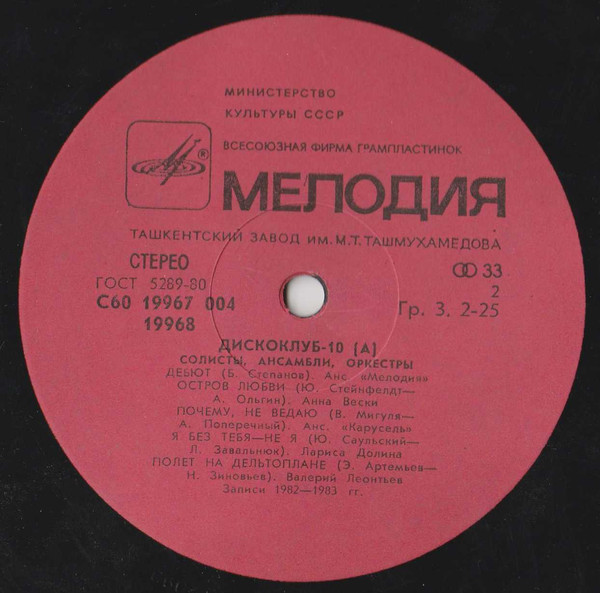 МИНИСТЕРСТВО
КУЛЬТУРЫ СССР
ВСЕСОЮЗНАЯ ФИРМА ГРАМПЛАСТИНОК
®
МЕЛОДИЯ
ТАШКЕНТСКИЙ ЗАВОД ИМ. М. Т. ТАШМУХАМЕДОВА
СТЕРЕО
ГОСТ 5289-80
С60 19967 004
19968
33
2
Гр. 3. 2-25
ДИСКОКЛУБ-10 (А)
СОЛИСТЫ, АНСАМБЛИ, ОРКЕСТРЫ
ДЕБЮТ (Б. Степанов). Анс «Мелодия»
ОСТРОВ ЛЮБВИ (Ю. Стейнфелдт—
А. Ольгин). Анна Вески
ПОЧЕМУ, НЕ ВЕДАЮ (В. Мигуля—
А. Поперечный). Анс. «Карусель»
Я БЕЗ ТЕБЯ—НЕ Я (Ю. Саульский—
Л. Завальнюк). Лариса Долина
ПОЛЕТ НА ДЕЛЬТОПЛАНЕ (Э. Артемьев—
Н. Зиновьев). Валерий Леонтьев
Записи 1982—1983 гг.